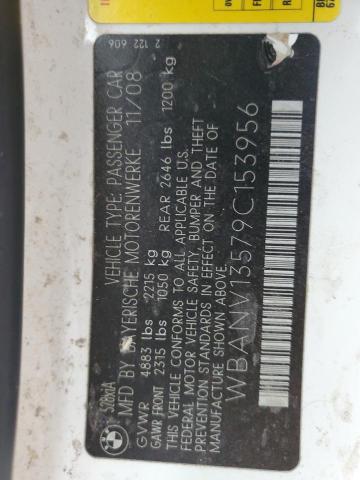 VEHICLE TYPE: PASSENGER CAR
MFD BY BAYERISCHE MOTORENWERKE 11/08
GVWR 4883 lbs 2215 kg
GAWR FRONT 2315 lbs 1050 kg REAR 2646 lbs 1200 kg
THIS VEHICLE CONFORMS TO ALL APPLICABLE U.S.
FEDERAL MOTOR VEHICLE SAFETY, BUMPER AND THEFT
PREVENTION STANDARDS IN EFFECT ON THE DATE OF
MANUFACTURE SHOWN ABOVE.
WBANV13579C153956
2 122 606
528xiA